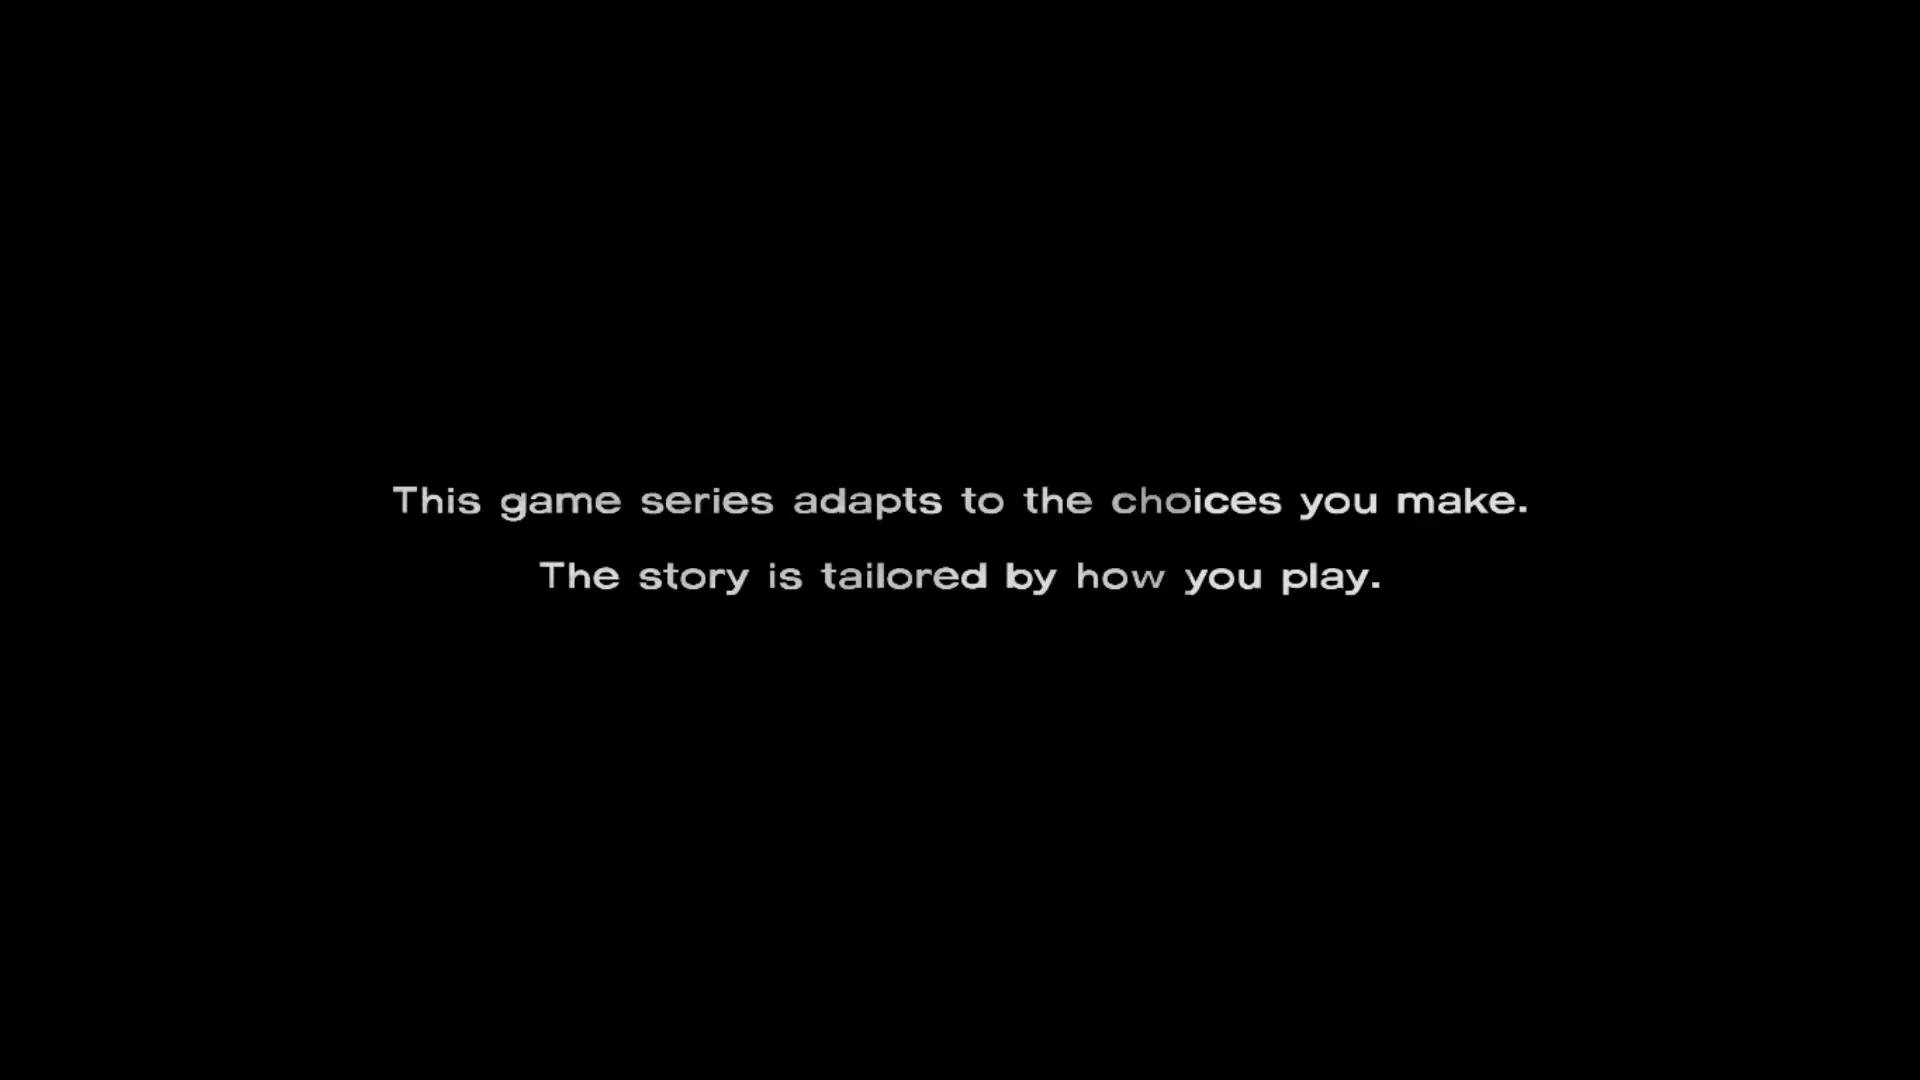 This game series adapts to the choices you make.
The story is tailored by how you play.